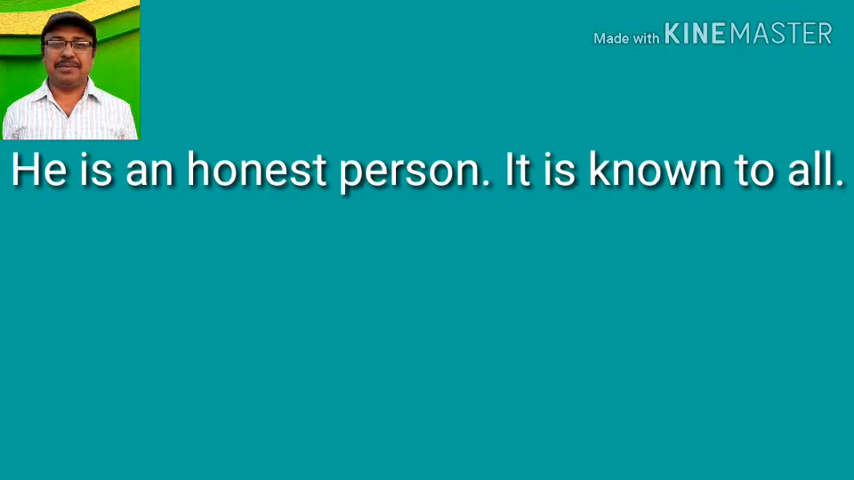 Made with KINEMASTER
He is an honest person. It is known to all.